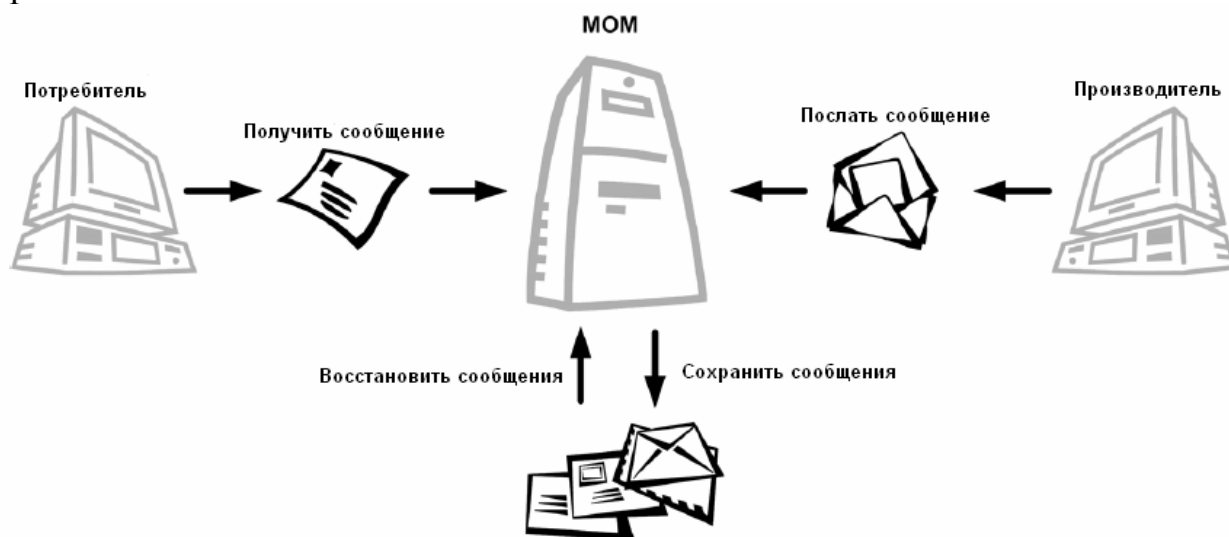 МОМ
Потребитель
Производитель
Получить сообщение
Послать сообщение
Восстановить сообщения
Сохранить сообщения